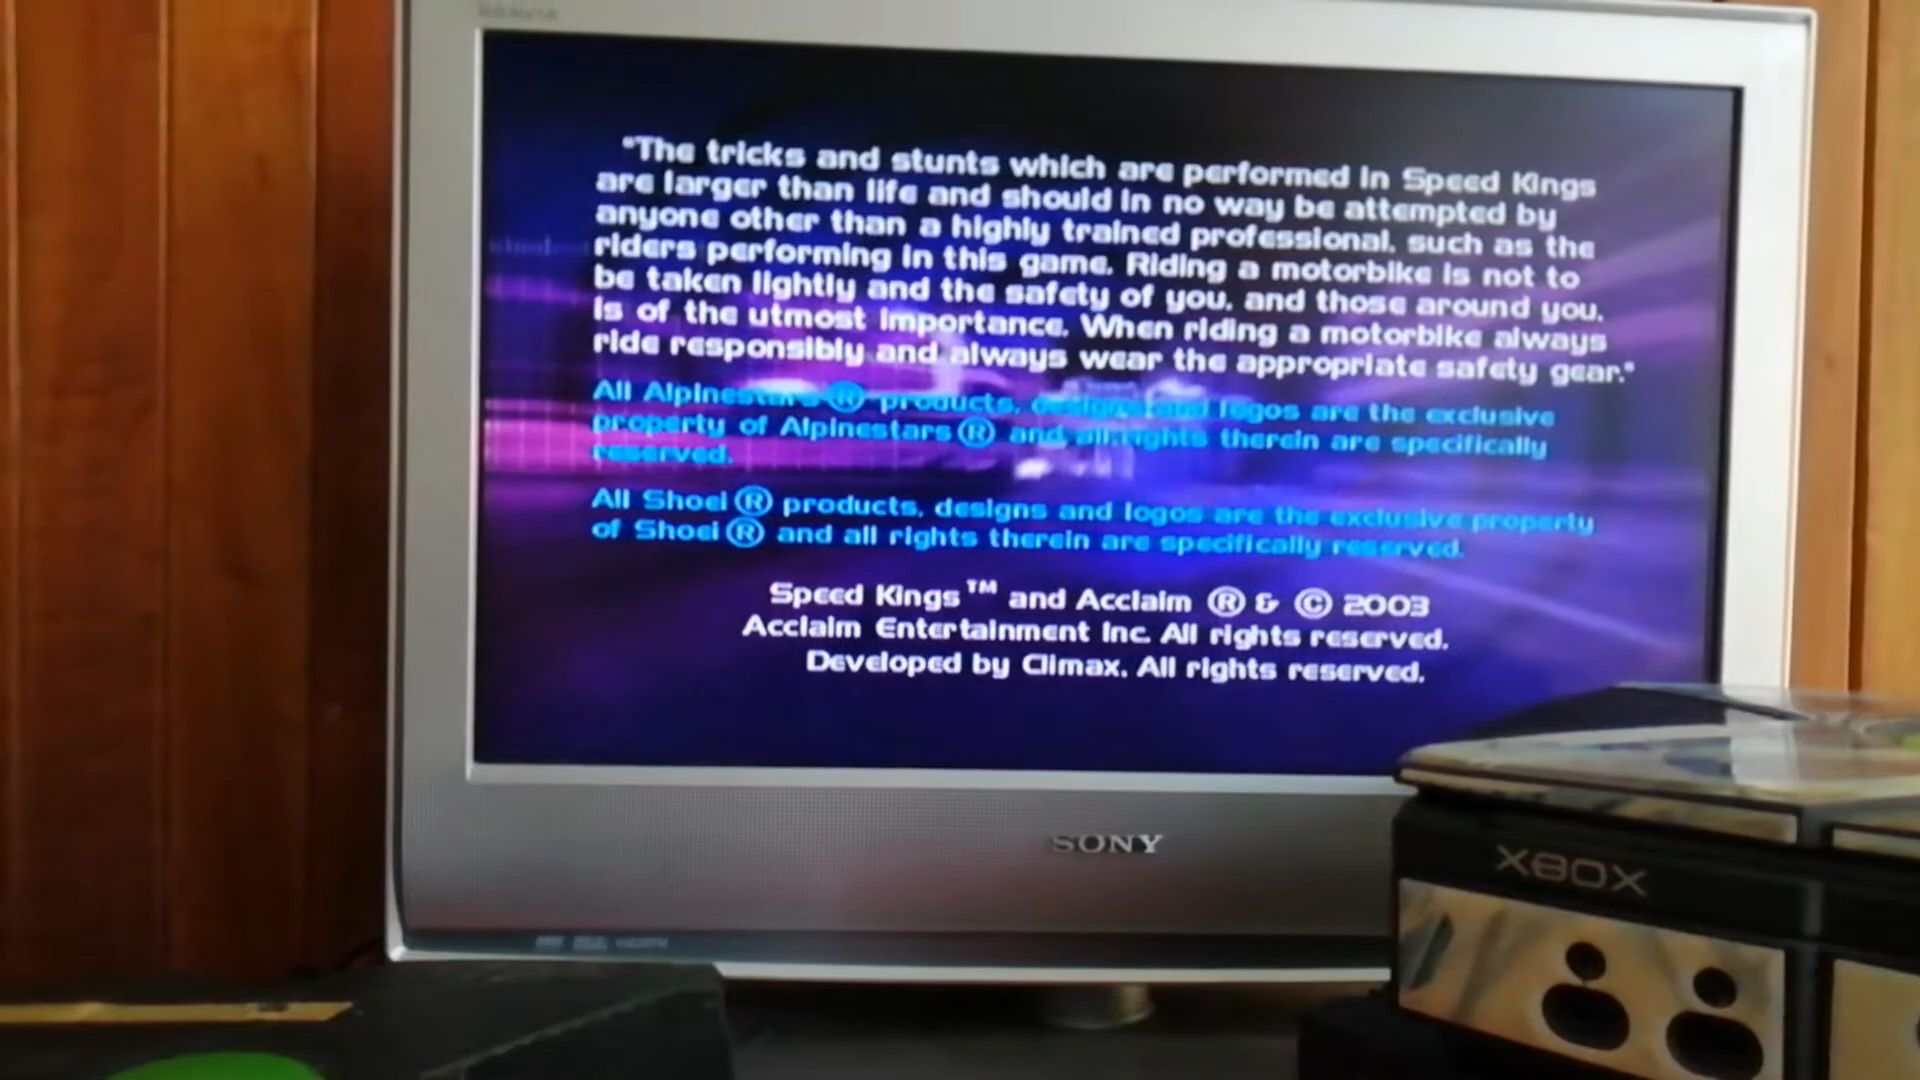 BRAVIA
"The tricks and stunts which are performed in Speed Kings
are larger than life and should in no way be attempted by
anyone other than a highly trained professional, such as the
riders performing in this game. Riding a motorbike is not to
be taken lightly and the safety of you, and those around you,
is of the utmost importance. When riding a motorbike always
ride responsibly and always wear the appropriate safety gear."
All Alpinestars® products, designs and logos are the exclusive
property of Alpinestars® and all rights therein are specifically
reserved.
All Shoei® products, designs and logos are the exclusive property
of Shoei® and all rights therein are specifically reserved.
Speed Kings™ and Acclaim ® & © 2003
Acclaim Entertainment Inc. All rights reserved.
Developed by Climax. All rights reserved.
SONY
XBOX
HDMI